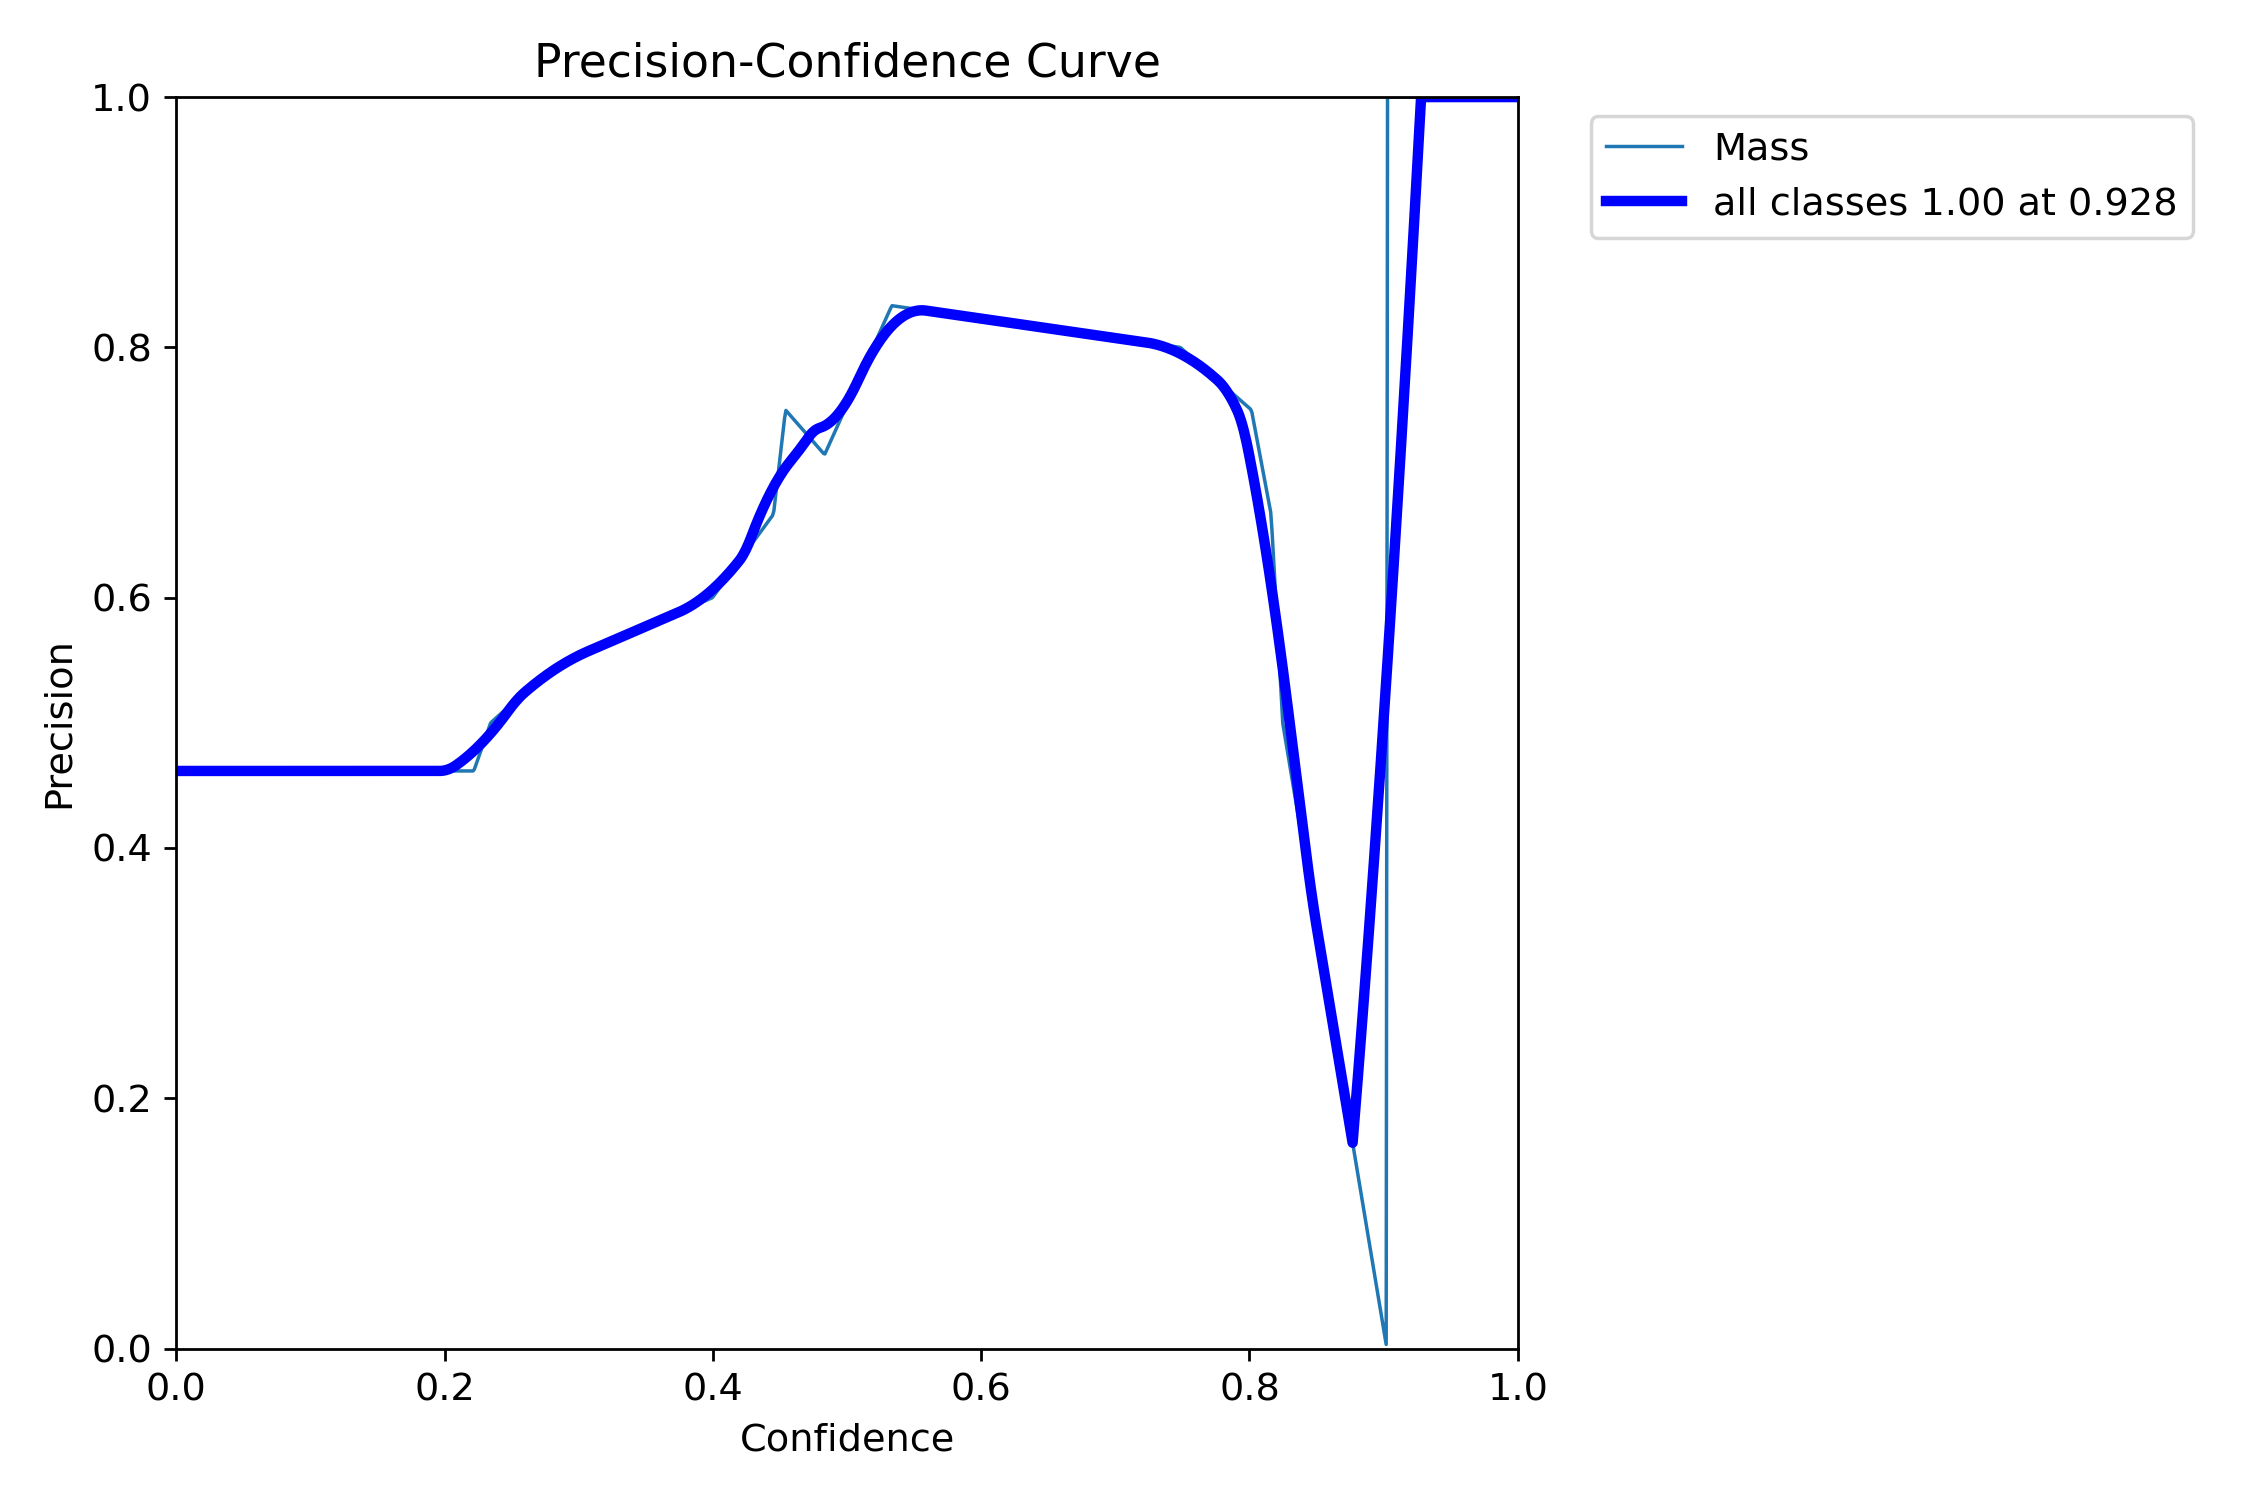 Precision-Confidence Curve
1.0
0.8
0.6
0.4
0.2
0.0
Precision
0.0 0.2 0.4 0.6 0.8 1.0
Confidence
Mass
all classes 1.00 at 0.928